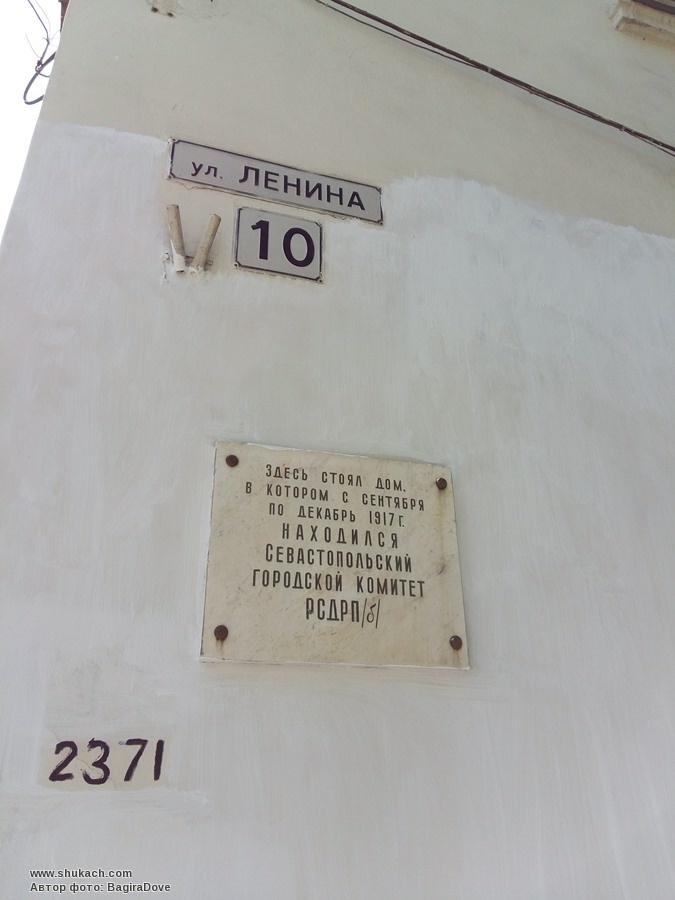 ул. ЛЕНИНА
10
ЗДЕСЬ СТОЯЛ ДОМ,
В КОТОРОМ С СЕНТЯБРЯ
ПО ДЕКАБРЬ 1917 Г.
НАХОДИЛСЯ
СЕВАСТОПОЛЬСКИЙ
ГОРОДСКОЙ КОМИТЕТ
РСДРП/б/
2371
www.shukach.com
Автор фото: BagiraDove